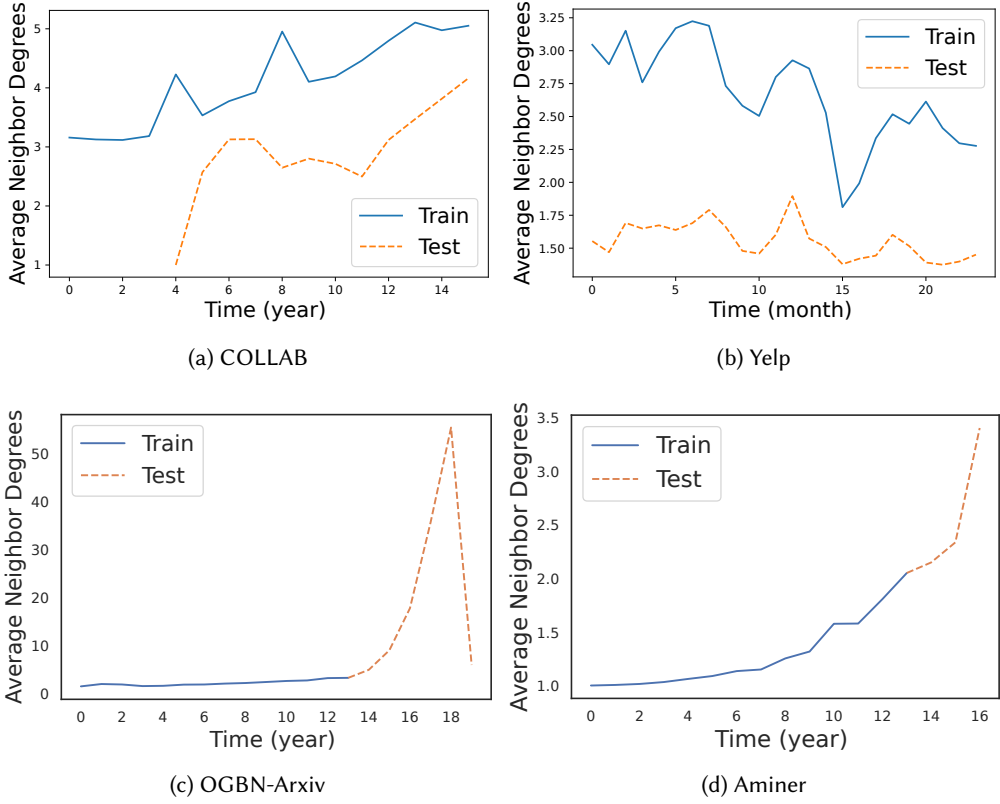 Average Neighbor Degrees
5
4
3
2
1
0 2 4 6 8 10 12 14
Time (year)
Train
Test
(a) COLLAB
Average Neighbor Degrees
3.25
3.00
2.75
2.50
2.25
2.00
1.75
1.50
0 5 10 15 20
Time (month)
Train
Test
(b) Yelp
Average Neighbor Degrees
50
40
30
20
10
0
0 2 4 6 8 10 12 14 16 18
Time (year)
Train
Test
(c) OGBN-Arxiv
Average Neighbor Degrees
3.5
3.0
2.5
2.0
1.5
1.0
0 2 4 6 8 10 12 14 16
Time (year)
Train
Test
(d) Aminer